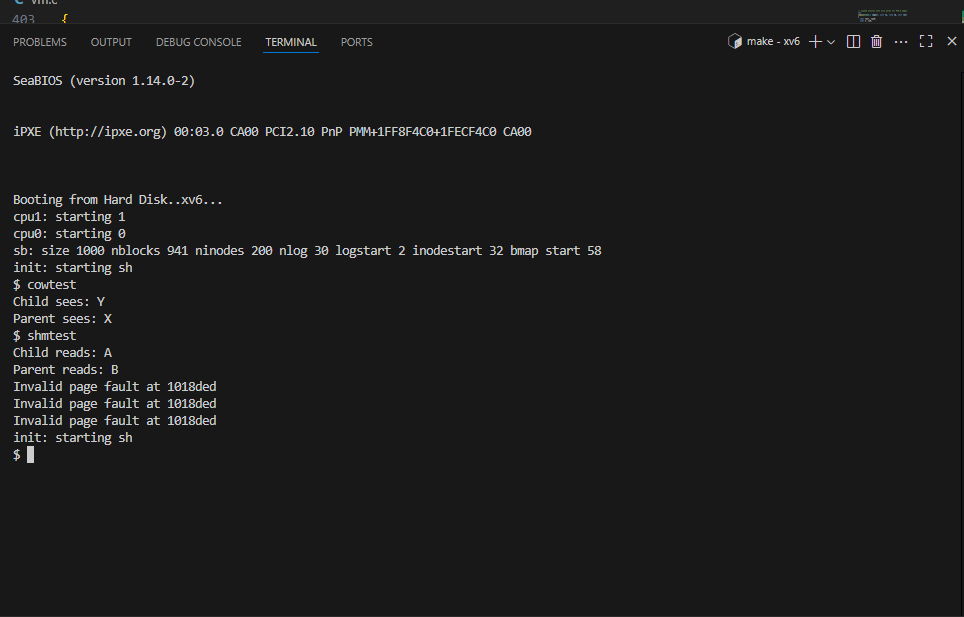 vm.c
403 {
PROBLEMS OUTPUT DEBUG CONSOLE TERMINAL PORTS make - xv6
SeaBIOS (version 1.14.0-2)
iPXE (http://ipxe.org) 00:03.0 CA00 PCI2.10 PnP PMM+1FF8F4C0+1FECF4C0 CA00
Booting from Hard Disk..xv6...
cpu1: starting 1
cpu0: starting 0
sb: size 1000 nblocks 941 ninodes 200 nlog 30 logstart 2 inodestart 32 bmap start 58
init: starting sh
$ cowtest
Child sees: Y
Parent sees: X
$ shmtest
Child reads: A
Parent reads: B
Invalid page fault at 1018ded
Invalid page fault at 1018ded
Invalid page fault at 1018ded
init: starting sh
$